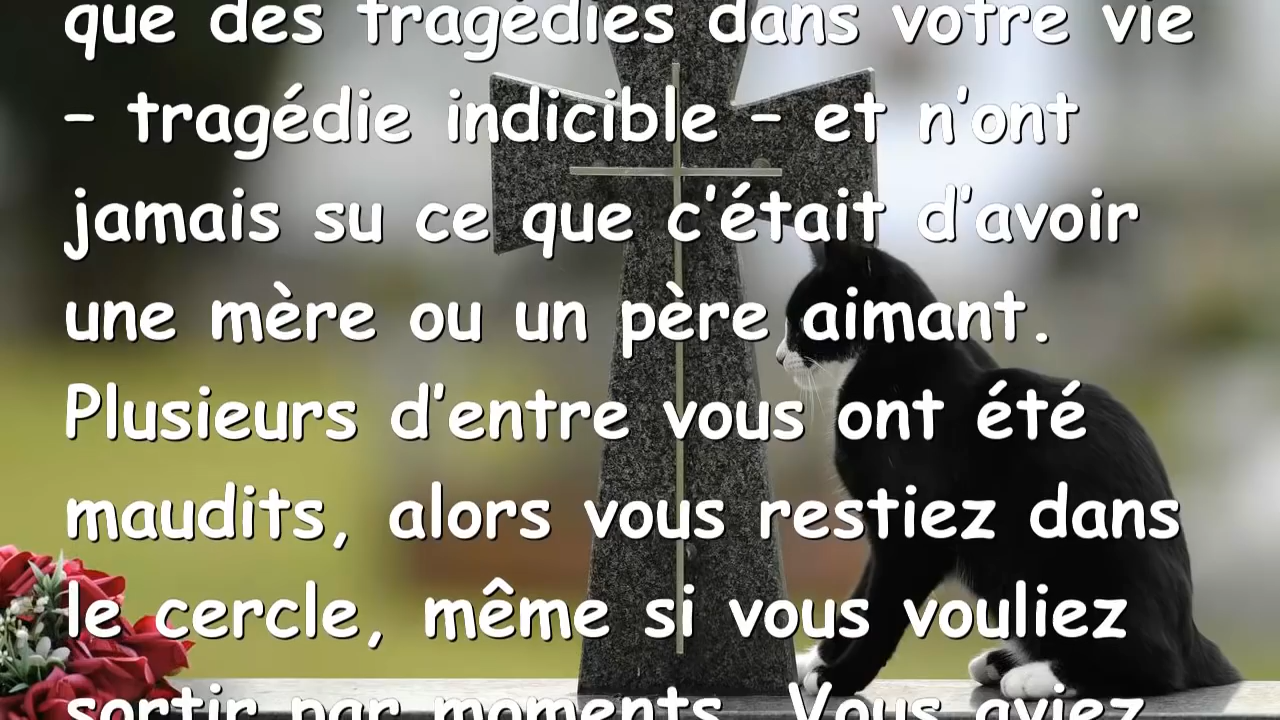 que des tragédies dans votre vie
– tragédie indicible – et n'ont
jamais su ce que c'était d'avoir
une mère ou un père aimant.
Plusieurs d'entre vous ont été
maudits, alors vous restiez dans
le cercle, même si vous vouliez
sortir par moments. Vous aviez